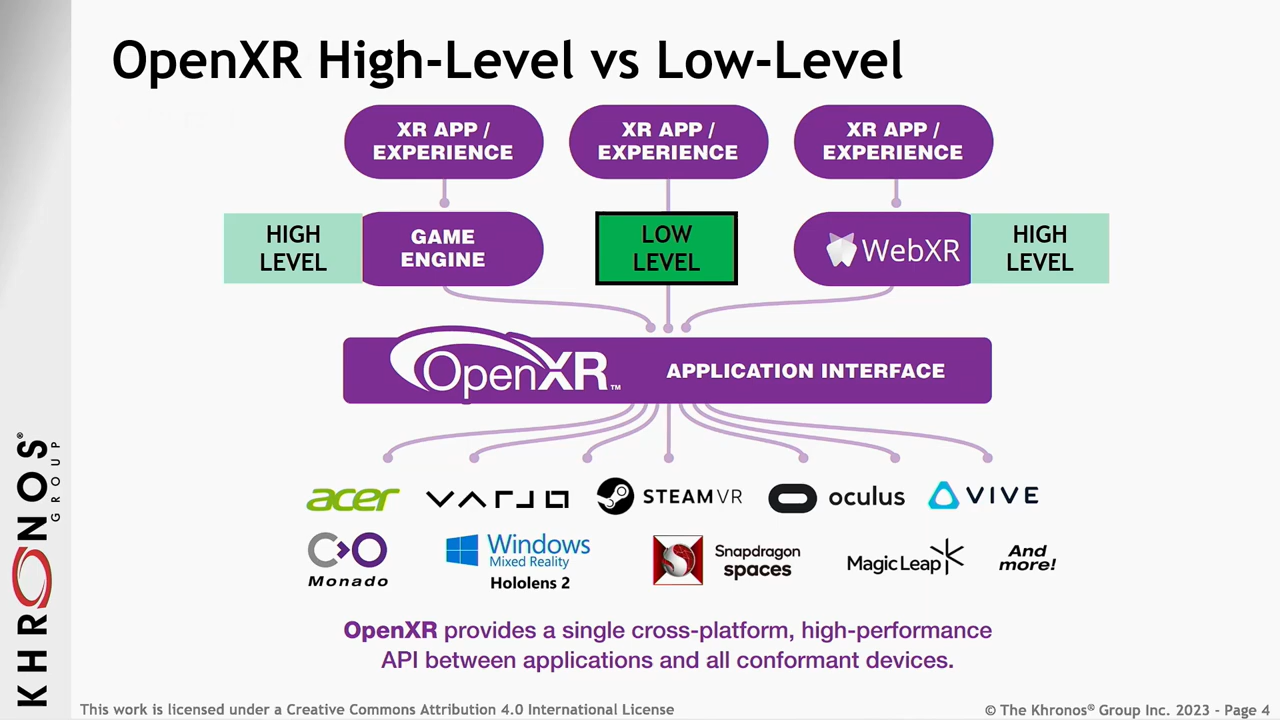 OpenXR High-Level vs Low-Level
XR APP /
EXPERIENCE
XR APP /
EXPERIENCE
XR APP /
EXPERIENCE
HIGH
LEVEL
GAME
ENGINE
LOW
LEVEL
WebXR
HIGH
LEVEL
OpenXR™
APPLICATION INTERFACE
acer
VARJO
STEAMVR
oculus
VIVE
Monado
Windows
Mixed Reality
Hololens 2
Snapdragon
spaces
Magic Leap
And
more!
OpenXR provides a single cross-platform, high-performance
API between applications and all conformant devices.
KHRONOS®
GROUP
This work is licensed under a Creative Commons Attribution 4.0 International License
© The Khronos® Group Inc. 2023 - Page 4